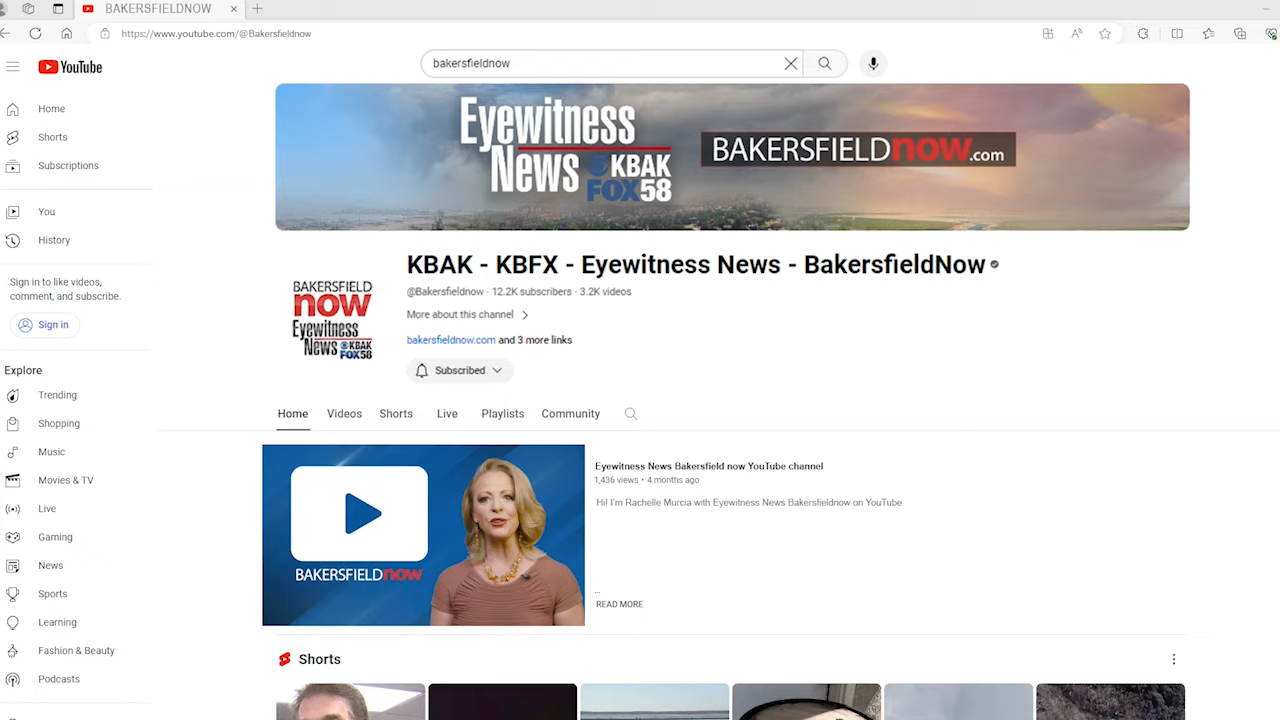 BAKERSFIELDNOW
https://www.youtube.com/@Bakersfieldnow
YouTube
bakersfieldnow
Home
Shorts
Subscriptions
You
History
Sign in to like videos,
comment, and subscribe.
Sign in
Explore
Trending
Shopping
Music
Movies & TV
Live
Gaming
News
Sports
Learning
Fashion & Beauty
Podcasts
Eyewitness
News KBAK
FOX58
BAKERSFIELDnow.com
BAKERSFIELD
now
Eyewitness
News KBAK
FOX58
KBAK - KBFX - Eyewitness News - BakersfieldNow
@Bakersfieldnow · 12.2K subscribers · 3.2K videos
More about this channel
bakersfieldnow.com and 3 more links
Subscribed
Home Videos Shorts Live Playlists Community
BAKERSFIELDnow
Eyewitness News Bakersfield now YouTube channel
1,436 views • 4 months ago
Hi! I'm Rachelle Murcia with Eyewitness News Bakersfieldnow on YouTube.
...
READ MORE
Shorts